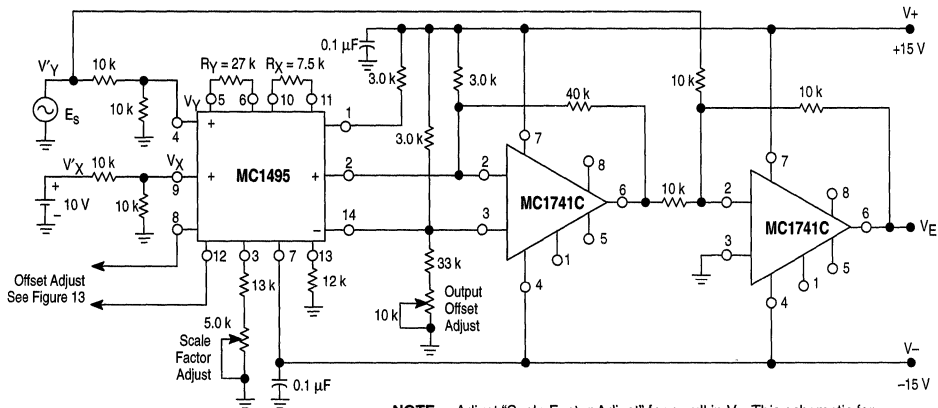 V+
+15 V
0.1 µF
V'Y
10 k
RY = 27 k
RX = 7.5 k
3.0 k
3.0 k
10 k
10 k
40 k
ES
10 k
VY
5
6
10
11
3.0 k
4
+
1
7
7
V'X
10 k
VX
9
+
MC1495
+
2
2
8
6
10 k
2
8
+
10 V
–
10 k
MC1741C
MC1741C
6
VE
8
–
14
3
5
3
5
12
3
7
13
1
1
Offset Adjust
See Figure 13
13 k
12 k
33 k
4
4
10 k
Output
Offset
Adjust
5.0 k
Scale
Factor
Adjust
V–
–15 V
0.1 µF